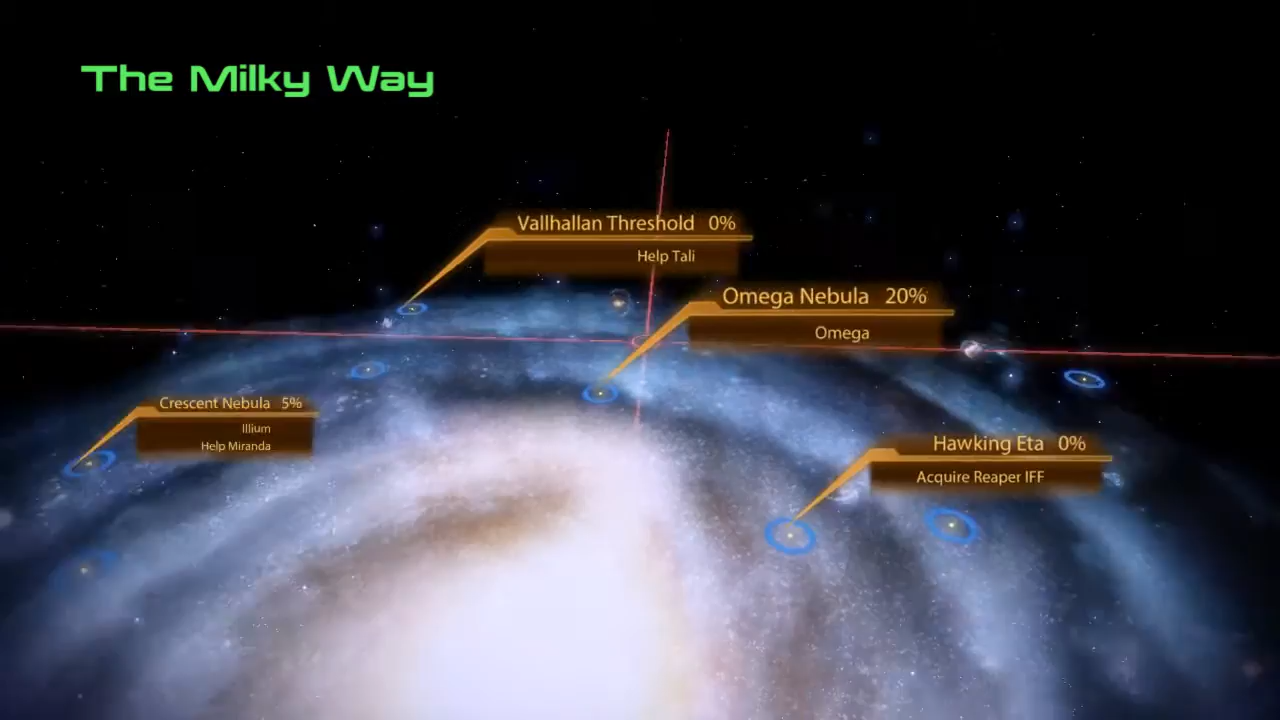 The Milky Way
Vallhallan Threshold 0%
Help Tali
Omega Nebula 20%
Omega
Crescent Nebula 5%
Illium
Help Miranda
Hawking Eta 0%
Acquire Reaper IFF